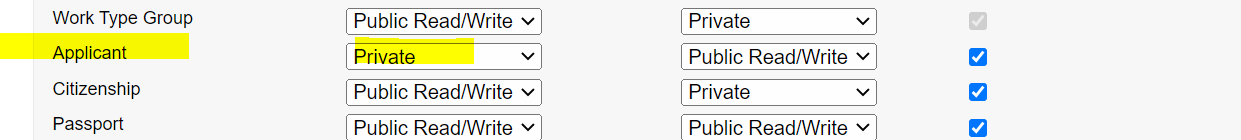 Work Type Group Public Read/Write Private
Applicant Private Public Read/Write
Citizenship Public Read/Write Private
Passport Public Read/Write Public Read/Write